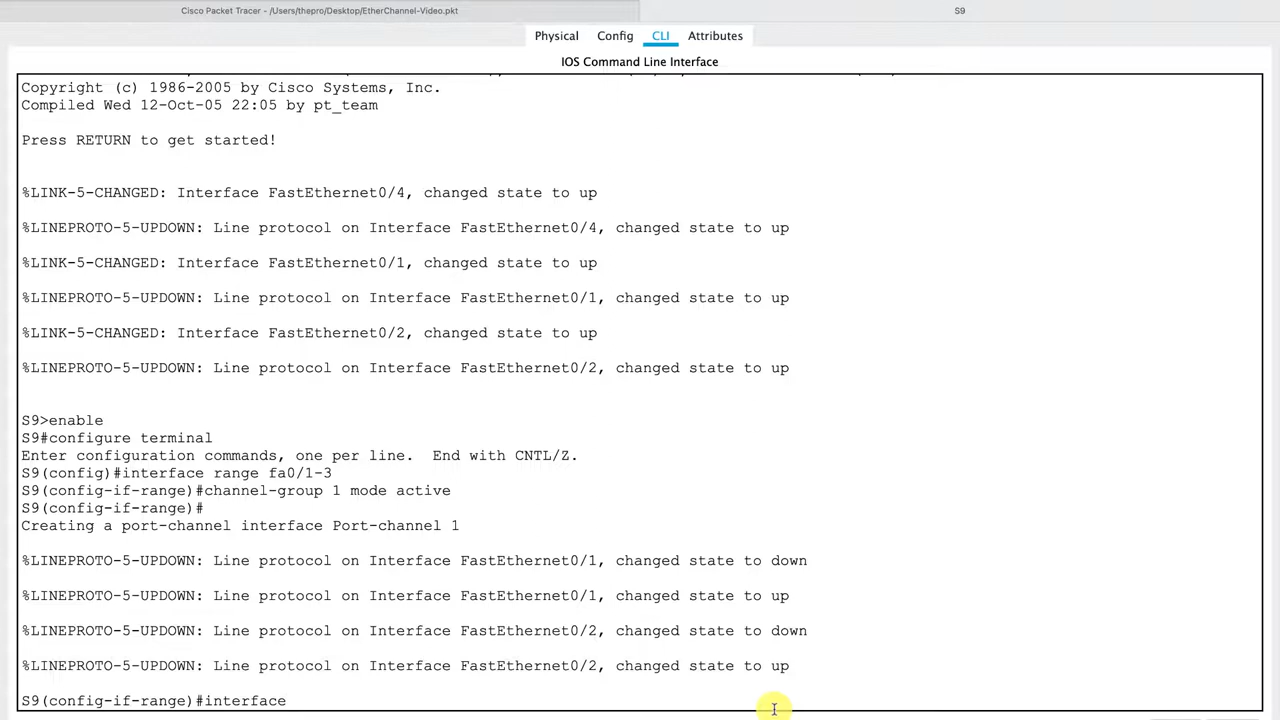 Cisco Packet Tracer - /Users/thepro/Desktop/EtherChannel-Video.pkt
S9
Physical Config CLI Attributes
IOS Command Line Interface
Copyright (c) 1986-2005 by Cisco Systems, Inc.
Compiled Wed 12-Oct-05 22:05 by pt_team
Press RETURN to get started!
%LINK-5-CHANGED: Interface FastEthernet0/4, changed state to up
%LINEPROTO-5-UPDOWN: Line protocol on Interface FastEthernet0/4, changed state to up
%LINK-5-CHANGED: Interface FastEthernet0/1, changed state to up
%LINEPROTO-5-UPDOWN: Line protocol on Interface FastEthernet0/1, changed state to up
%LINK-5-CHANGED: Interface FastEthernet0/2, changed state to up
%LINEPROTO-5-UPDOWN: Line protocol on Interface FastEthernet0/2, changed state to up
S9>enable
S9#configure terminal
Enter configuration commands, one per line.  End with CNTL/Z.
S9(config)#interface range fa0/1-3
S9(config-if-range)#channel-group 1 mode active
S9(config-if-range)#
Creating a port-channel interface Port-channel 1
%LINEPROTO-5-UPDOWN: Line protocol on Interface FastEthernet0/1, changed state to down
%LINEPROTO-5-UPDOWN: Line protocol on Interface FastEthernet0/1, changed state to up
%LINEPROTO-5-UPDOWN: Line protocol on Interface FastEthernet0/2, changed state to down
%LINEPROTO-5-UPDOWN: Line protocol on Interface FastEthernet0/2, changed state to up
S9(config-if-range)#interface